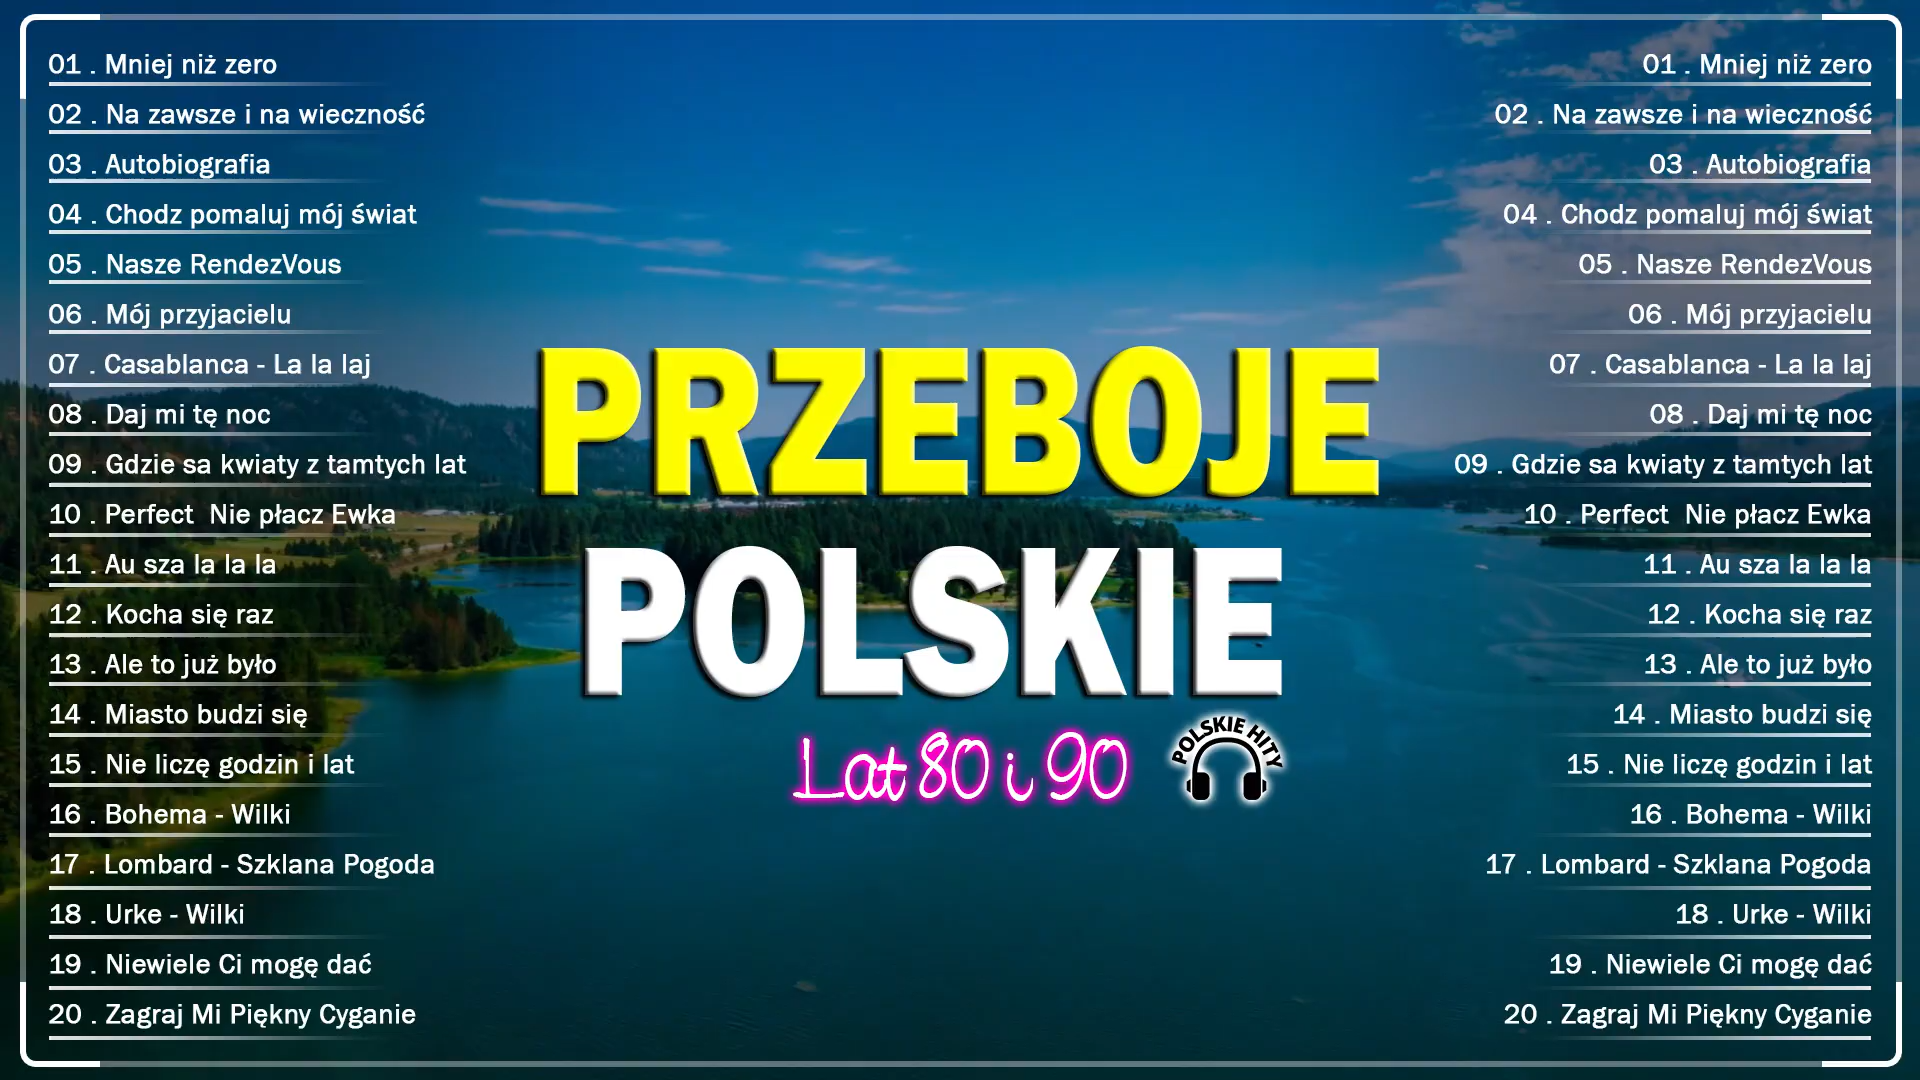 01 . Mniej niż zero
02 . Na zawsze i na wieczność
03 . Autobiografia
04 . Chodz pomaluj mój świat
05 . Nasze RendezVous
06 . Mój przyjacielu
07 . Casablanca - La la laj
08 . Daj mi tę noc
09 . Gdzie sa kwiaty z tamtych lat
10 . Perfect  Nie płacz Ewka
11 . Au sza la la la
12 . Kocha się raz
13 . Ale to już było
14 . Miasto budzi się
15 . Nie liczę godzin i lat
16 . Bohema - Wilki
17 . Lombard - Szklana Pogoda
18 . Urke - Wilki
19 . Niewiele Ci mogę dać
20 . Zagraj Mi Piękny Cyganie
PRZEBOJE
POLSKIE
Lat 80 i 90
POLSKIE HITY
01 . Mniej niż zero
02 . Na zawsze i na wieczność
03 . Autobiografia
04 . Chodz pomaluj mój świat
05 . Nasze RendezVous
06 . Mój przyjacielu
07 . Casablanca - La la laj
08 . Daj mi tę noc
09 . Gdzie sa kwiaty z tamtych lat
10 . Perfect  Nie płacz Ewka
11 . Au sza la la la
12 . Kocha się raz
13 . Ale to już było
14 . Miasto budzi się
15 . Nie liczę godzin i lat
16 . Bohema - Wilki
17 . Lombard - Szklana Pogoda
18 . Urke - Wilki
19 . Niewiele Ci mogę dać
20 . Zagraj Mi Piękny Cyganie